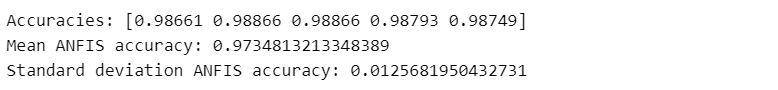 Accuracies: [0.98661 0.98866 0.98866 0.98793 0.98749]
Mean ANFIS accuracy: 0.9734813213348389
Standard deviation ANFIS accuracy: 0.0125681950432731